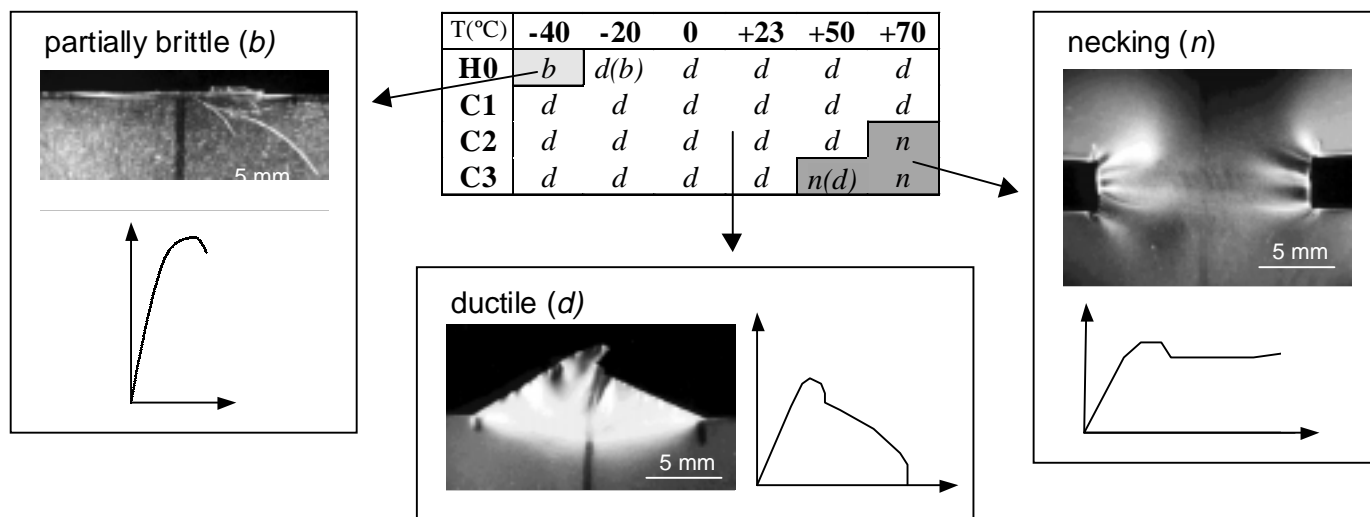 partially brittle (b)
5 mm
T(ºC) -40 -20 0 +23 +50 +70
H0 b d(b) d d d d
C1 d d d d d d
C2 d d d d d n
C3 d d d d n(d) n
necking (n)
5 mm
ductile (d)
5 mm